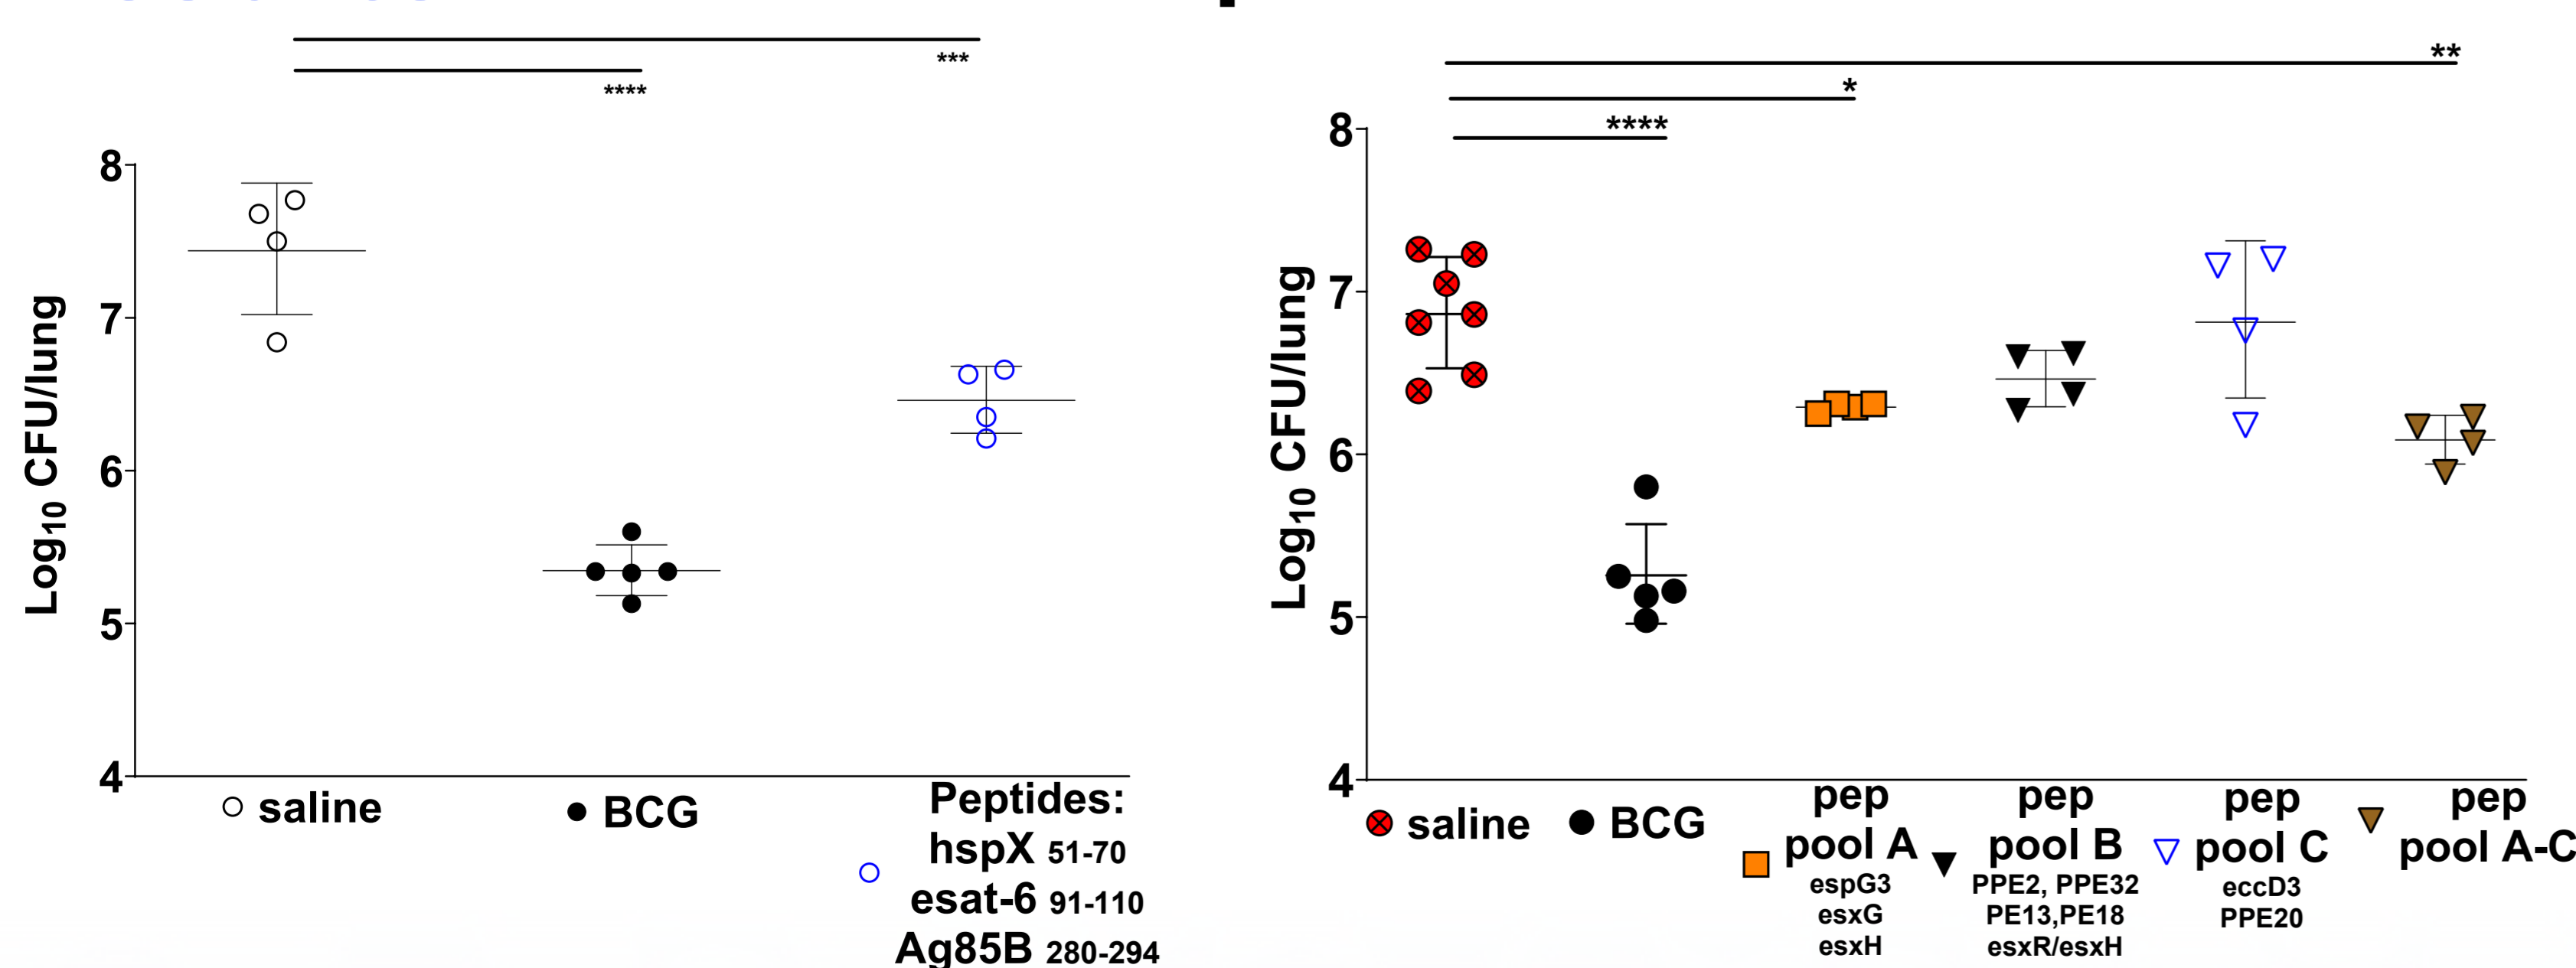 ***
****
8
7
6
5
4
Log10 CFU/lung
saline
BCG
Peptides:
hspX 51-70
esat-6 91-110
Ag85B 280-294
**
*
****
8
7
6
5
4
Log10 CFU/lung
saline
BCG
pep
pool A
espG3
esxG
esxH
pep
pool B
PPE2, PPE32
PE13,PE18
esxR/esxH
pep
pool C
eccD3
PPE20
pep
pool A-C